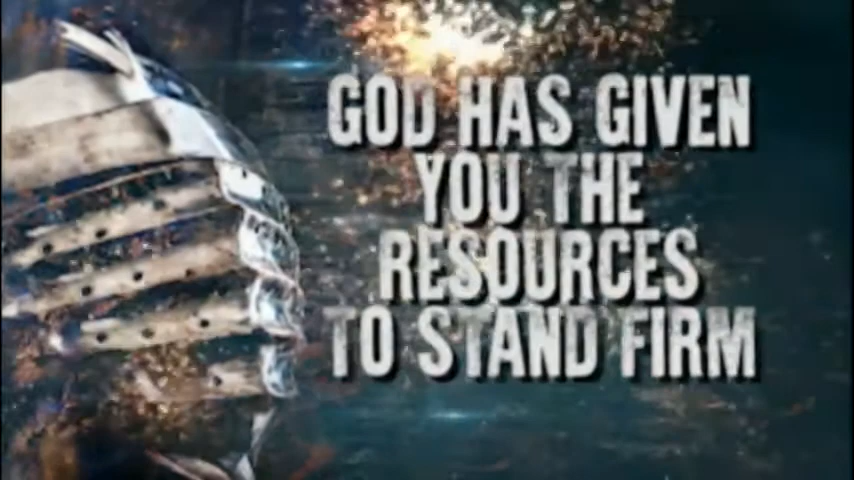 GOD HAS GIVEN
YOU THE
RESOURCES
TO STAND FIRM